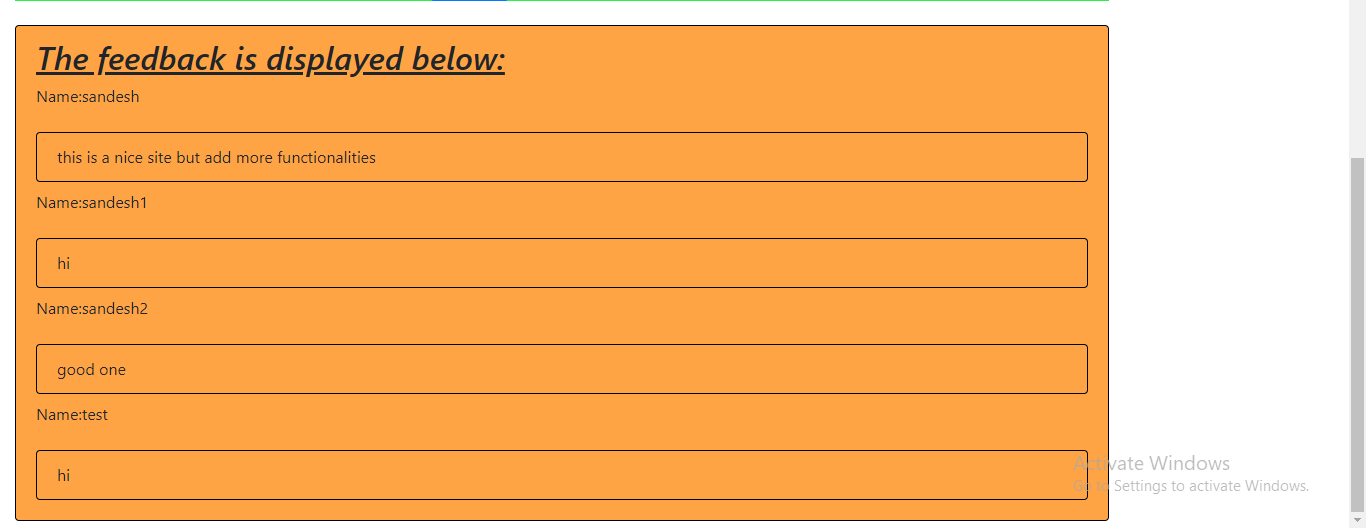 The feedback is displayed below:
Name:sandesh
this is a nice site but add more functionalities
Name:sandesh1
hi
Name:sandesh2
good one
Name:test
hi
Activate Windows
Go to Settings to activate Windows.